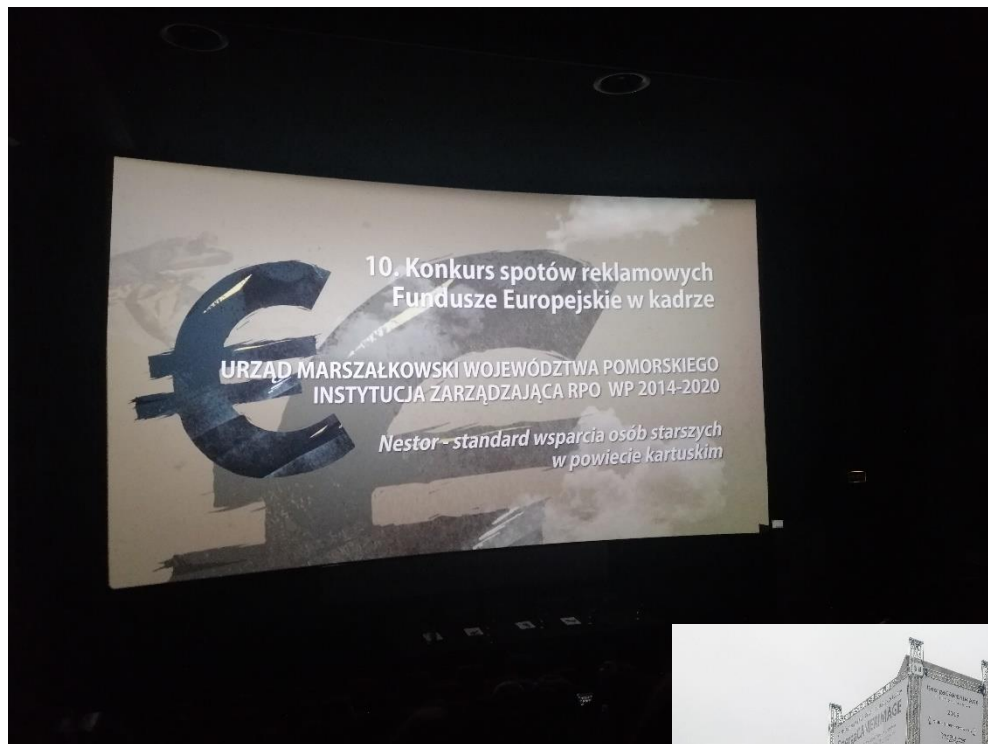 10. Konkurs spotów reklamowych
Fundusze Europejskie w kadrze
URZĄD MARSZAŁKOWSKI WOJEWÓDZTWA POMORSKIEGO
INSTYTUCJA ZARZĄDZAJĄCA RPO WP 2014-2020
Nestor - standard wsparcia osób starszych
w powiecie kartuskim